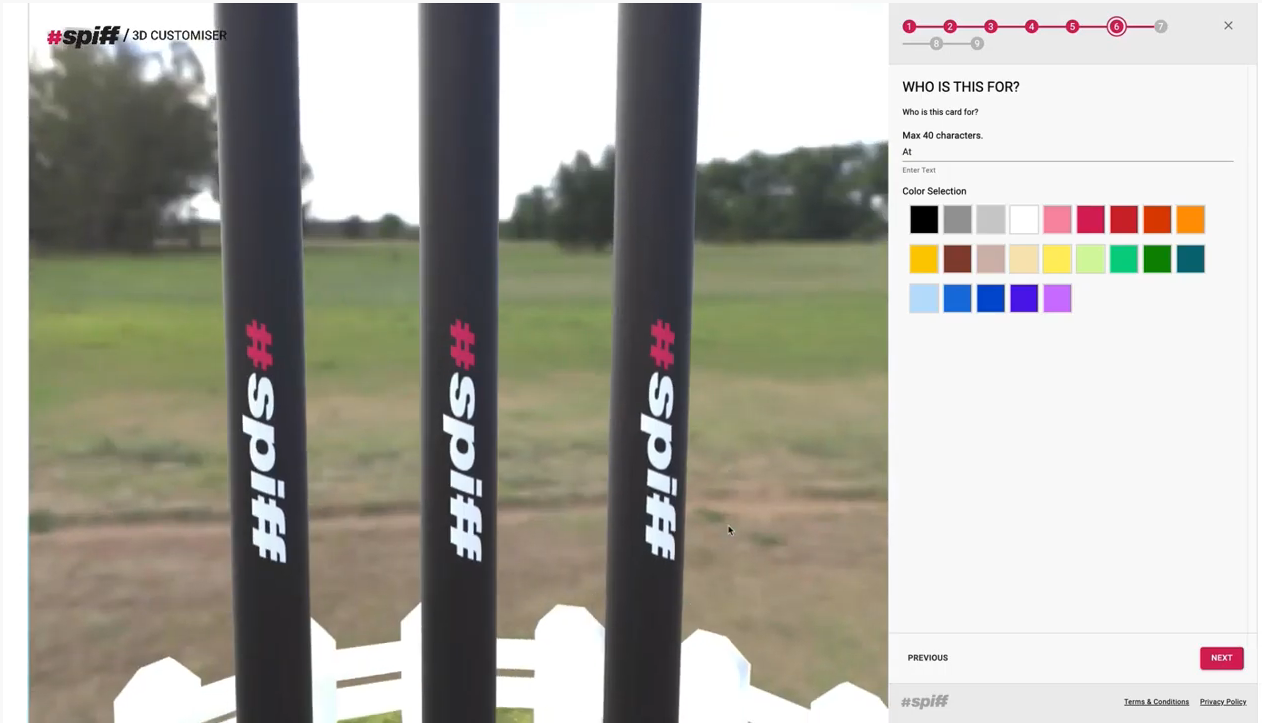 #spiff / 3D CUSTOMISER
1 2 3 4 5 6 7
8 9
WHO IS THIS FOR?
Who is this card for?
Max 40 characters.
At
Enter Text
Color Selection
#spiff
#spiff
#spiff
PREVIOUS
NEXT
#spiff
Terms & Conditions
Privacy Policy